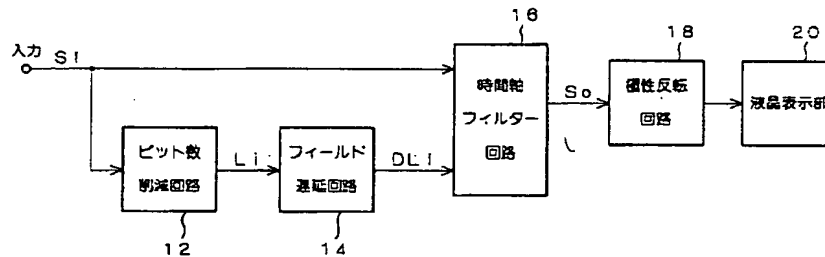 入力
Si
16
時間軸
フィルター
回路
So
18
極性反転
回路
20
液晶表示部
ビット数
削減回路
12
Li
フィールド
遅延回路
14
DLi